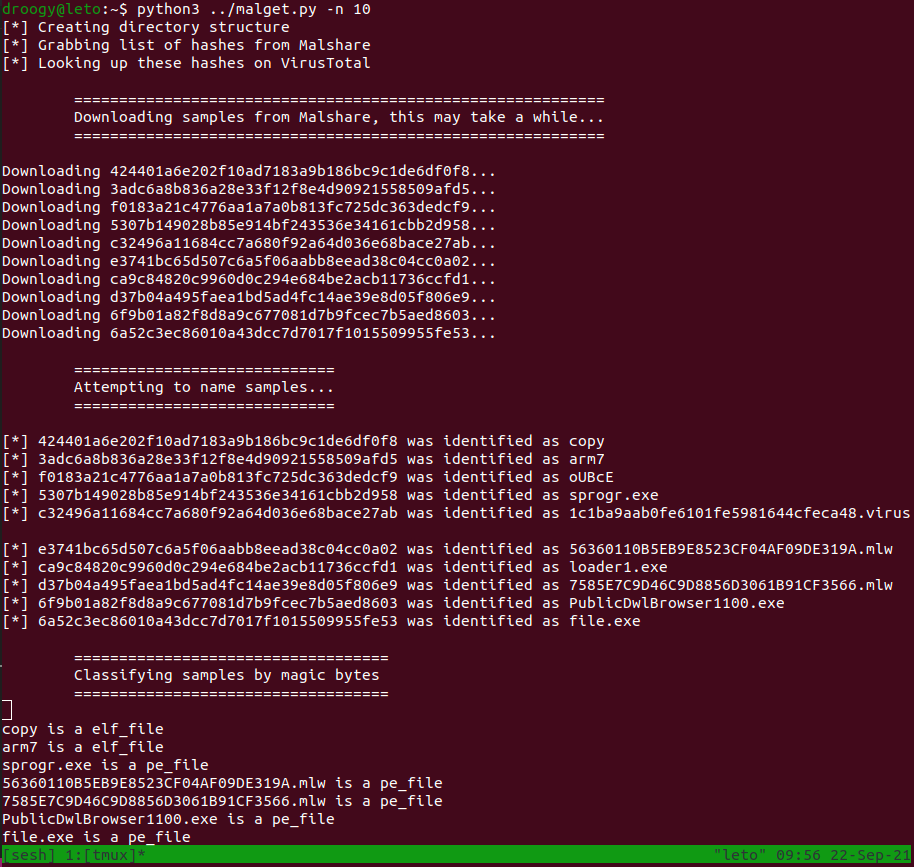 droogy@leto:~$ python3 ../malget.py -n 10
[*] Creating directory structure
[*] Grabbing list of hashes from Malshare
[*] Looking up these hashes on VirusTotal
===========================================================
Downloading samples from Malshare, this may take a while...
===========================================================
Downloading 424401a6e202f10ad7183a9b186bc9c1de6df0f8...
Downloading 3adc6a8b836a28e33f12f8e4d90921558509afd5...
Downloading f0183a21c4776aa1a7a0b813fc725dc363dedcf9...
Downloading 5307b149028b85e914bf243536e34161cbb2d958...
Downloading c32496a11684cc7a680f92a64d036e68bace27ab...
Downloading e3741bc65d507c6a5f06aabb8eead38c04cc0a02...
Downloading ca9c84820c9960d0c294e684be2acb11736ccfd1...
Downloading d37b04a495faea1bd5ad4fc14ae39e8d05f806e9...
Downloading 6f9b01a82f8d8a9c677081d7b9fcec7b5aed8603...
Downloading 6a52c3ec86010a43dcc7d7017f1015509955fe53...
=============================
Attempting to name samples...
=============================
[*] 424401a6e202f10ad7183a9b186bc9c1de6df0f8 was identified as copy
[*] 3adc6a8b836a28e33f12f8e4d90921558509afd5 was identified as arm7
[*] f0183a21c4776aa1a7a0b813fc725dc363dedcf9 was identified as oUBcE
[*] 5307b149028b85e914bf243536e34161cbb2d958 was identified as sprogr.exe
[*] c32496a11684cc7a680f92a64d036e68bace27ab was identified as 1c1ba9aab0fe6101fe5981644cfeca48.virus
[*] e3741bc65d507c6a5f06aabb8eead38c04cc0a02 was identified as 56360110B5EB9E8523CF04AF09DE319A.mlw
[*] ca9c84820c9960d0c294e684be2acb11736ccfd1 was identified as loader1.exe
[*] d37b04a495faea1bd5ad4fc14ae39e8d05f806e9 was identified as 7585E7C9D46C9D8856D3061B91CF3566.mlw
[*] 6f9b01a82f8d8a9c677081d7b9fcec7b5aed8603 was identified as PublicDwlBrowser1100.exe
[*] 6a52c3ec86010a43dcc7d7017f1015509955fe53 was identified as file.exe
===================================
Classifying samples by magic bytes
===================================
copy is a elf_file
arm7 is a elf_file
sprogr.exe is a pe_file
56360110B5EB9E8523CF04AF09DE319A.mlw is a pe_file
7585E7C9D46C9D8856D3061B91CF3566.mlw is a pe_file
PublicDwlBrowser1100.exe is a pe_file
file.exe is a pe_file
[sesh] 1:[tmux]* "leto" 09:56 22-Sep-21